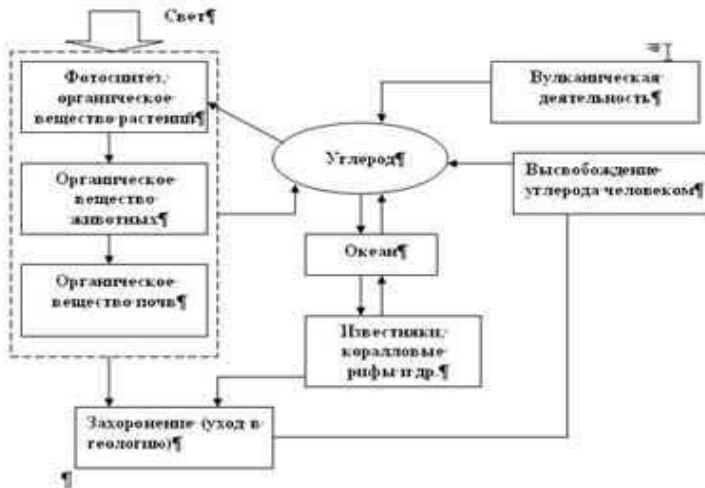 Свет¶
Фотосинтез,
органическое
вещество растений¶
Органическое
вещество
животных¶
Органическое
вещество почв¶
Углерод¶
Вулканическая
деятельность¶
Высвобождение
углерода человеком¶
Океан¶
Известняки,
коралловые
рифы и др.¶
Захоронение (уход в
геологию)¶
¶